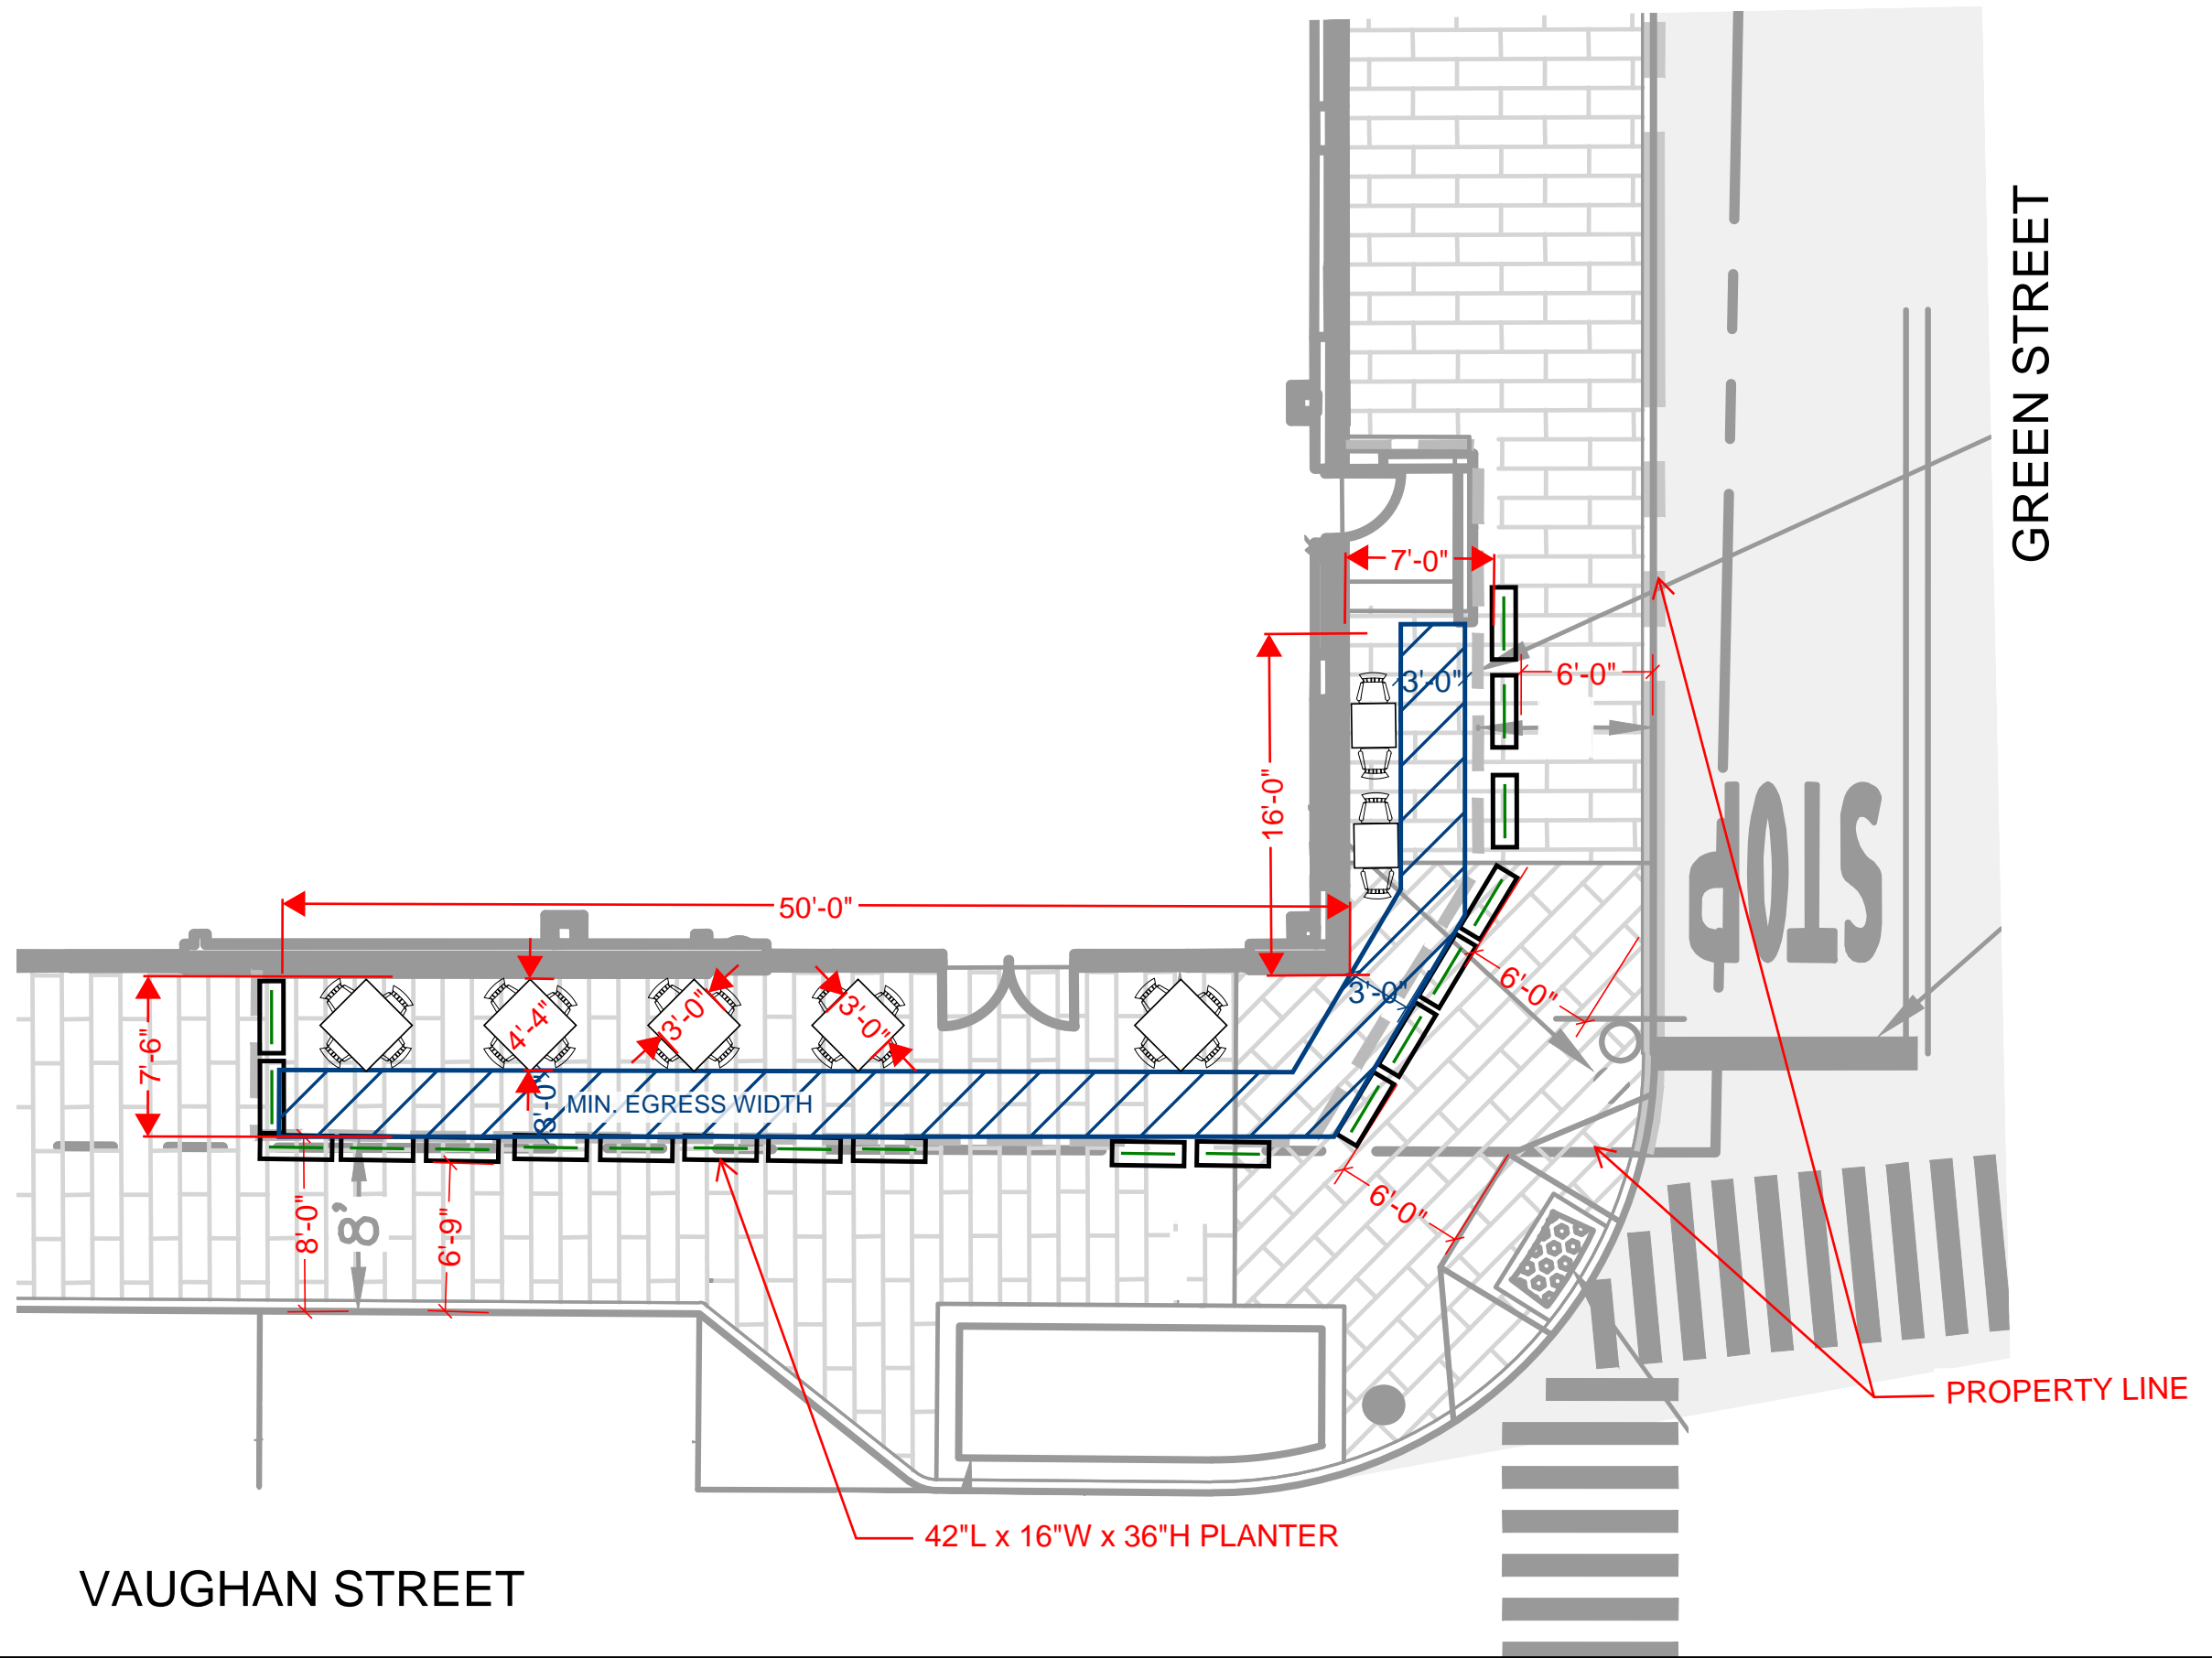 GREEN STREET
7'-0"
3'-0"
6'-0"
16'-0"
STOP
50'-0"
4'-4"
3'-0"
3'-0"
3'-0"
6'-0"
7'-6"
3'-0"
MIN. EGRESS WIDTH
8'-0"
8'
6'-9"
6'-0"
PROPERTY LINE
42"L x 16"W x 36"H PLANTER
VAUGHAN STREET